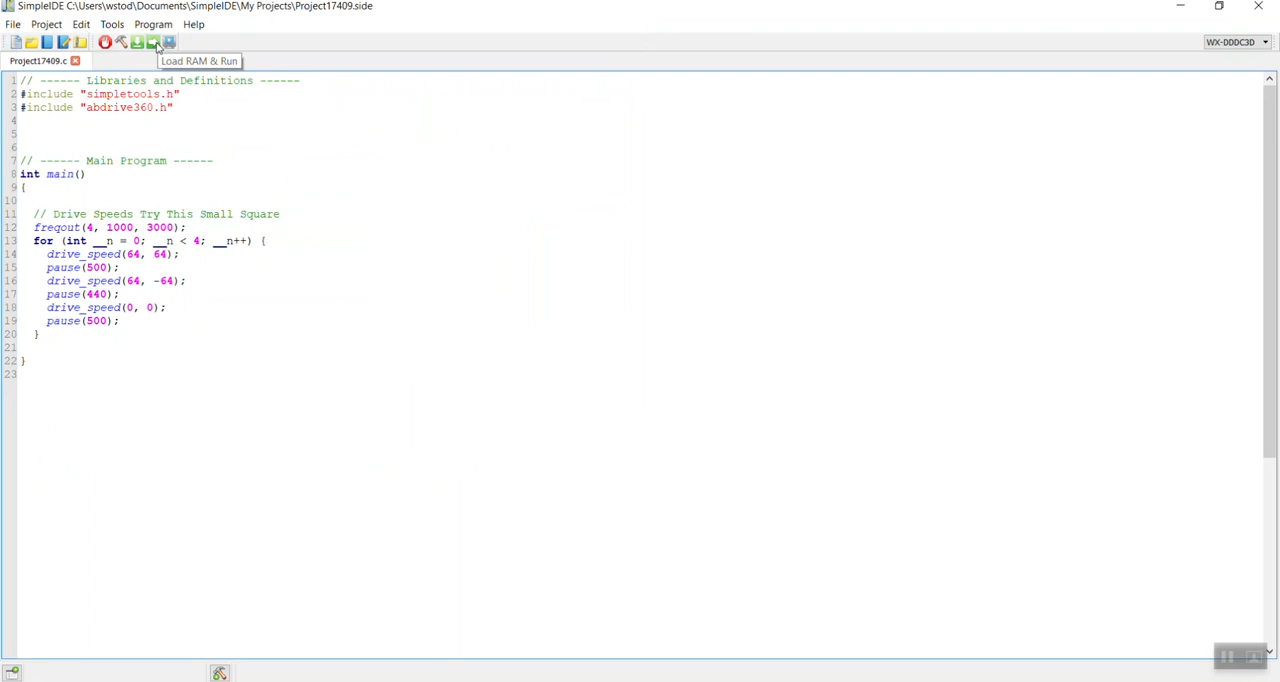 SimpleIDE C:\Users\wstod\Documents\SimpleIDE\My Projects\Project17409.side
File Project Edit Tools Program Help
WX-DDDC3D
Project17409.c
Load RAM & Run
1 // ------ Libraries and Definitions ------
2 #include "simpletools.h"
3 #include "abdrive360.h"
4
5
6
7 // ------ Main Program ------
8 int main()
9 {
10
11 // Drive Speeds Try This Small Square
12 freqout(4, 1000, 3000);
13 for (int __n = 0; __n < 4; __n++) {
14 drive_speed(64, 64);
15 pause(500);
16 drive_speed(64, -64);
17 pause(440);
18 drive_speed(0, 0);
19 pause(500);
20 }
21
22 }
23